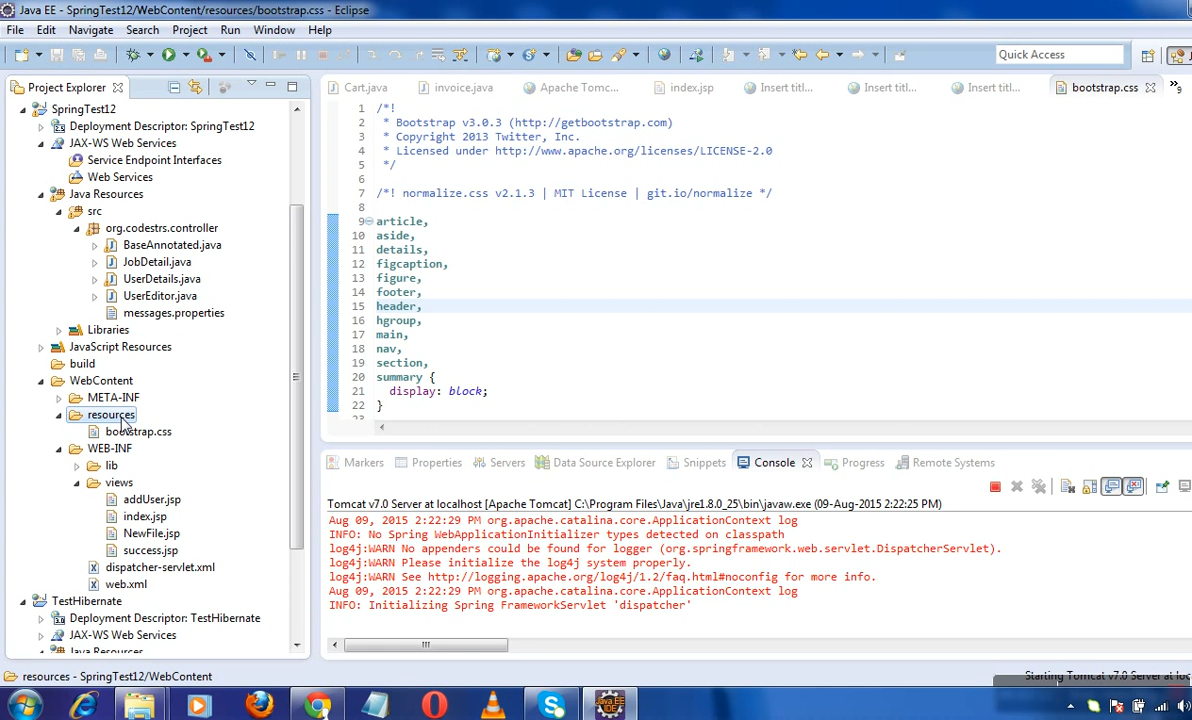 Java EE - SpringTest12/WebContent/resources/bootstrap.css - Eclipse
File Edit Navigate Search Project Run Window Help
Quick Access
Project Explorer
Cart.java
invoice.java
Apache Tomc...
index.jsp
Insert titl...
Insert titl...
Insert titl...
bootstrap.css
»9
SpringTest12
Deployment Descriptor: SpringTest12
JAX-WS Web Services
Service Endpoint Interfaces
Web Services
Java Resources
src
org.codestrs.controller
BaseAnnotated.java
JobDetail.java
UserDetails.java
UserEditor.java
messages.properties
Libraries
JavaScript Resources
build
WebContent
META-INF
resources
bootstrap.css
WEB-INF
lib
views
addUser.jsp
index.jsp
NewFile.jsp
success.jsp
dispatcher-servlet.xml
web.xml
TestHibernate
Deployment Descriptor: TestHibernate
JAX-WS Web Services
Java Resources
1 /*!
2 * Bootstrap v3.0.3 (http://getbootstrap.com)
3 * Copyright 2013 Twitter, Inc.
4 * Licensed under http://www.apache.org/licenses/LICENSE-2.0
5 */
6
7 /*! normalize.css v2.1.3 | MIT License | git.io/normalize */
8
9 article,
10 aside,
11 details,
12 figcaption,
13 figure,
14 footer,
15 header,
16 hgroup,
17 main,
18 nav,
19 section,
20 summary {
21 display: block;
22 }
23
Markers Properties Servers Data Source Explorer Snippets Console Progress Remote Systems
Tomcat v7.0 Server at localhost [Apache Tomcat] C:\Program Files\Java\jre1.8.0_25\bin\javaw.exe (09-Aug-2015 2:22:25 PM)
Aug 09, 2015 2:22:29 PM org.apache.catalina.core.ApplicationContext log
INFO: No Spring WebApplicationInitializer types detected on classpath
log4j:WARN No appenders could be found for logger (org.springframework.web.servlet.DispatcherServlet).
log4j:WARN Please initialize the log4j system properly.
log4j:WARN See http://logging.apache.org/log4j/1.2/faq.html#noconfig for more info.
Aug 09, 2015 2:22:29 PM org.apache.catalina.core.ApplicationContext log
INFO: Initializing Spring FrameworkServlet 'dispatcher'
resources - SpringTest12/WebContent
Starting Tomcat v7.0 Server at loc
Java EE
IDE